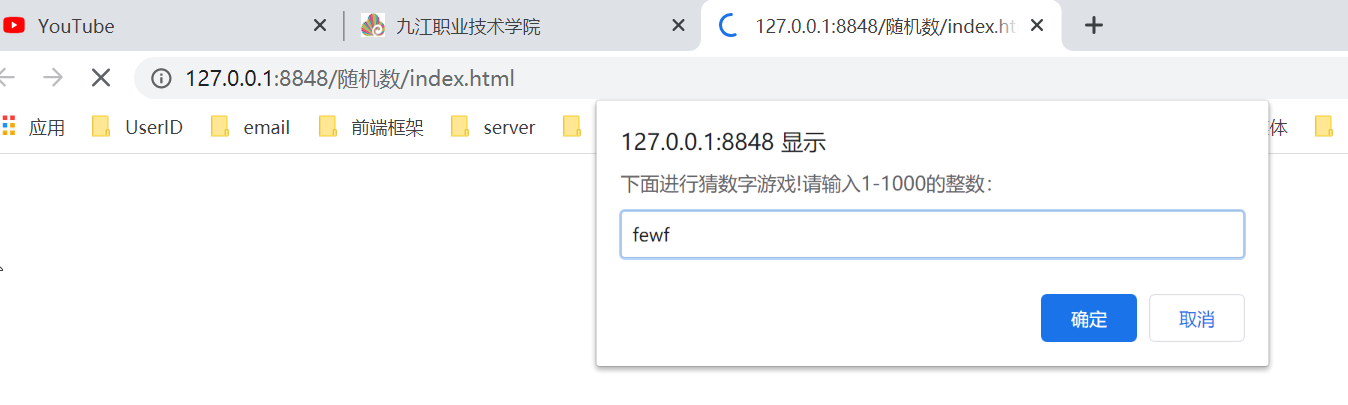 YouTube
九江职业技术学院
127.0.0.1:8848/随机数/index.ht
127.0.0.1:8848/随机数/index.html
应用
UserID
email
前端框架
server
体
127.0.0.1:8848 显示
下面进行猜数字游戏!请输入1-1000的整数：
fewf
确定
取消